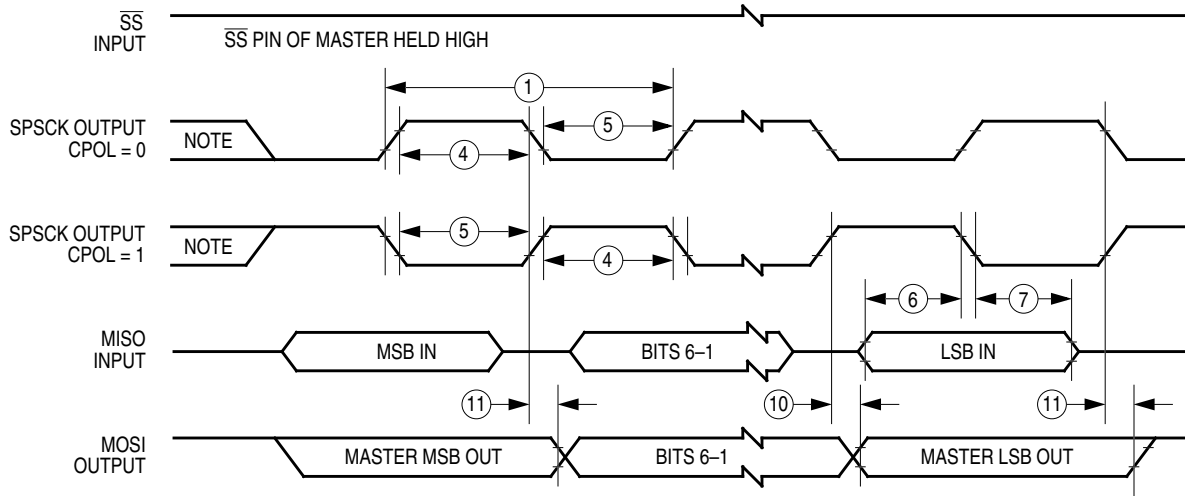 SS
INPUT
SS PIN OF MASTER HELD HIGH
1
SPSCK OUTPUT
CPOL = 0
NOTE
5
4
SPSCK OUTPUT
CPOL = 1
NOTE
5
4
6
7
MISO
INPUT
MSB IN
BITS 6–1
LSB IN
11
10
11
MOSI
OUTPUT
MASTER MSB OUT
BITS 6–1
MASTER LSB OUT